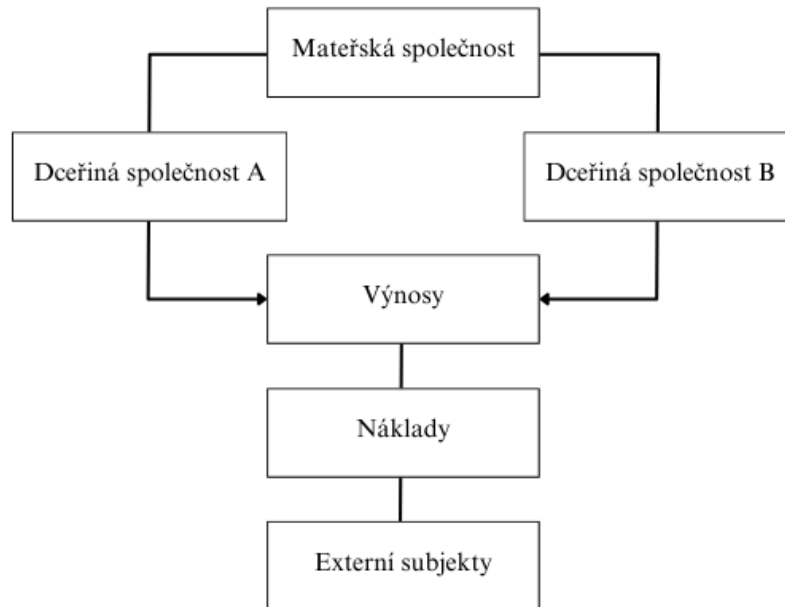 Mateřská společnost
Dceřiná společnost A
Dceřiná společnost B
Výnosy
Náklady
Externí subjekty